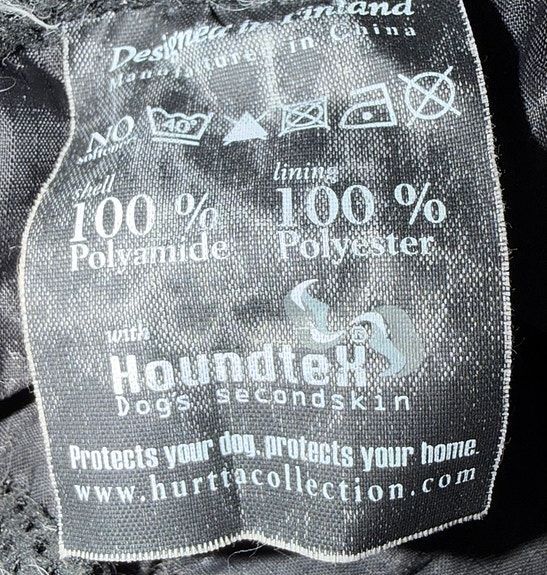 Designed in Finland
Manufactured in China
NO softener 40°
shell lining
100 % 100 %
Polyamide Polyester
with
Houndtex®
Dog's secondskin
Protects your dog, protects your home.
www.hurttacollection.com